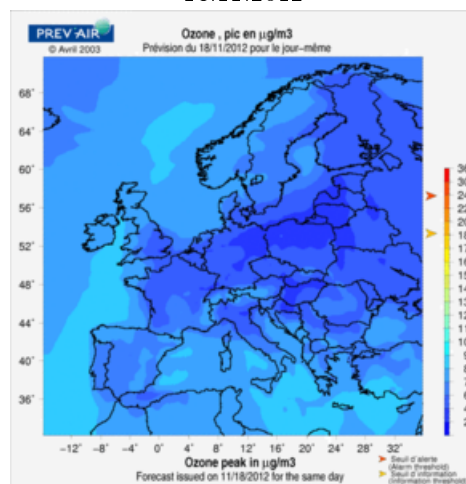 PREV'AIR
© Avril 2003
Ozone , pic en µg/m3
Prévision du 18/11/2012 pour le jour-même
68°
64°
60°
56°
52°
48°
44°
40°
36°
-12° -8° -4° 0° 4° 8° 12° 16° 20° 24° 28° 32°
Ozone peak in µg/m3
Forecast issued on 11/18/2012 for the same day
Seuil d'alerte
(Alarm threshold)
Seuil d'information
(Information threshold)